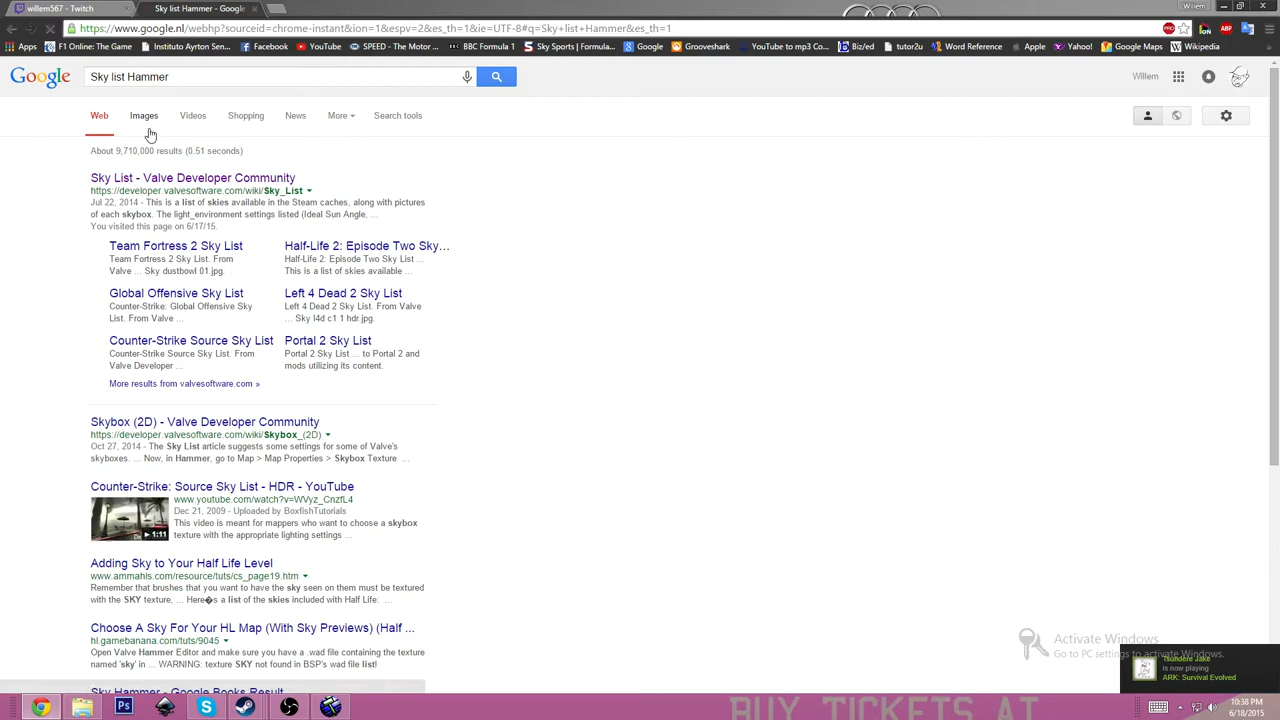 willem567 - Twitch
Willem
https://www.google.nl/webhp?sourceid=chrome-instant&ion=1&espv=2&es_th=1&ie=UTF-8#q=Sky+list+Hammer&es_th=1
Apps F1 Online: The Game Instituto Ayrton Senn Facebook YouTube SPEED - Motor Sport BBC Formula 1 Sky Sports | Formula... Google Grooveshark YouTube to mp3 Con... Biz/ed tutor2u Word Reference Apple Yahoo! Google Maps Wikipedia
Google Sky list Hammer Willem
Web Images Videos Shopping News More Search tools
About 9,710,000 results (0.51 seconds)
Sky List - Valve Developer Community
https://developer.valvesoftware.com/wiki/Sky_List
Jul 22, 2014 - This is a list of skies available in the Steam caches, along with pictures
of each skybox. The light_environment settings listed (Ideal Sun Angle, ...
You visited this page on 6/17/15.
Team Fortress 2 Sky List
Team Fortress 2 Sky List. From
Valve ... Sky dustbowl 01.jpg.
Half-Life 2: Episode Two Sky...
Half-Life 2: Episode Two Sky List ...
This is a list of skies available ...
Global Offensive Sky List
Counter-Strike: Global Offensive Sky
List. From Valve ...
Left 4 Dead 2 Sky List
Left 4 Dead 2 Sky List. From Valve
... Sky l4d c1 1 hdr.jpg.
Counter-Strike Source Sky List
Counter-Strike Source Sky List. From
Valve Developer ...
Portal 2 Sky List
Portal 2 Sky List ... to Portal 2 and
mods utilizing its content.
More results from valvesoftware.com »
Skybox (2D) - Valve Developer Community
https://developer.valvesoftware.com/wiki/Skybox_(2D)
Oct 27, 2014 - The Sky List article suggests some settings for some of Valve's
skyboxes. ... Now, in Hammer, go to Map > Map Properties > Skybox Texture ...
Counter-Strike: Source Sky List - HDR - YouTube
www.youtube.com/watch?v=WVyz_CnzfL4
Dec 21, 2009 - Uploaded by BoxfishTutorials
This video is meant for mappers who want to choose a skybox
texture with the appropriate lighting settings ...
1:11
Adding Sky to Your Half Life Level
www.ammahls.com/resource/tuts/cs_page19.htm
Remember that brushes that you want to have the sky seen on them must be textured
with the SKY texture, ... Here�s a list of the skies included with Half Life: ...
Choose A Sky For Your HL Map (With Sky Previews) (Half ...
hl.gamebanana.com/tuts/9045
Open Valve Hammer Editor and make sure you have a .wad file containing the texture
named 'sky' in ... WARNING: texture SKY not found in BSP's wad file list!
Sky Hammer - Google Books Result
Activate Windows
Go to PC settings to activate Windows.
Tsundere Jake
is now playing
ARK: Survival Evolved
BUY TICKETS AT
10:38 PM
6/18/2015